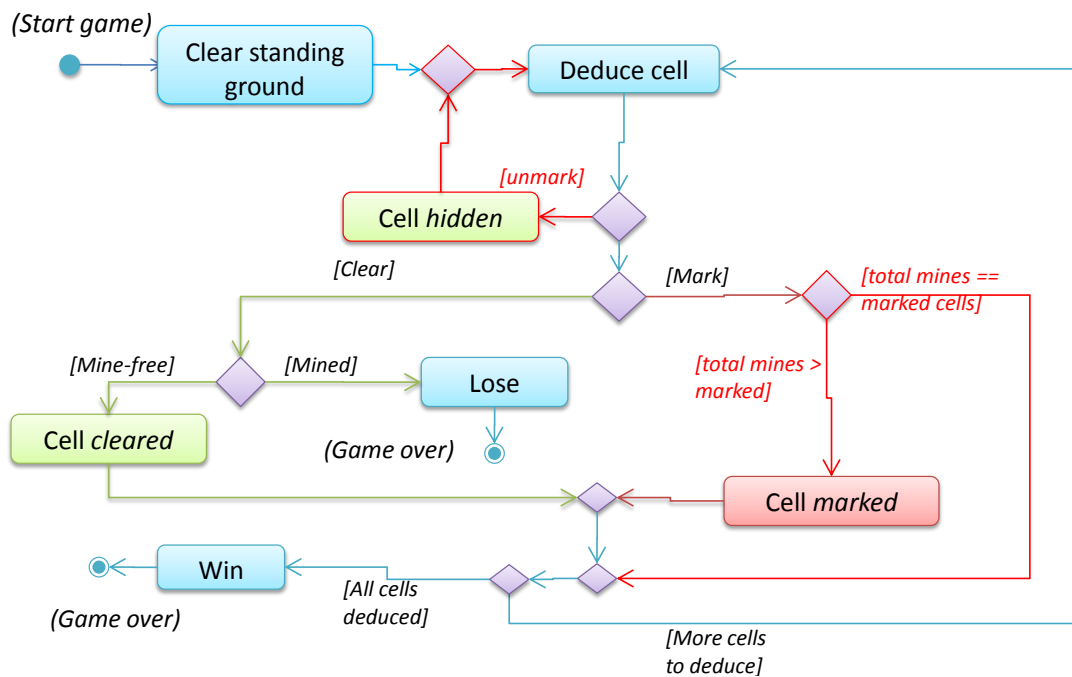 (Start game)
Clear standing
ground
Deduce cell
[unmark]
Cell hidden
[Clear]
[Mark]
[total mines ==
marked cells]
[Mine-free]
[Mined]
[total mines >
marked]
Lose
Cell cleared
(Game over)
Cell marked
Win
[All cells
deduced]
(Game over)
[More cells
to deduce]